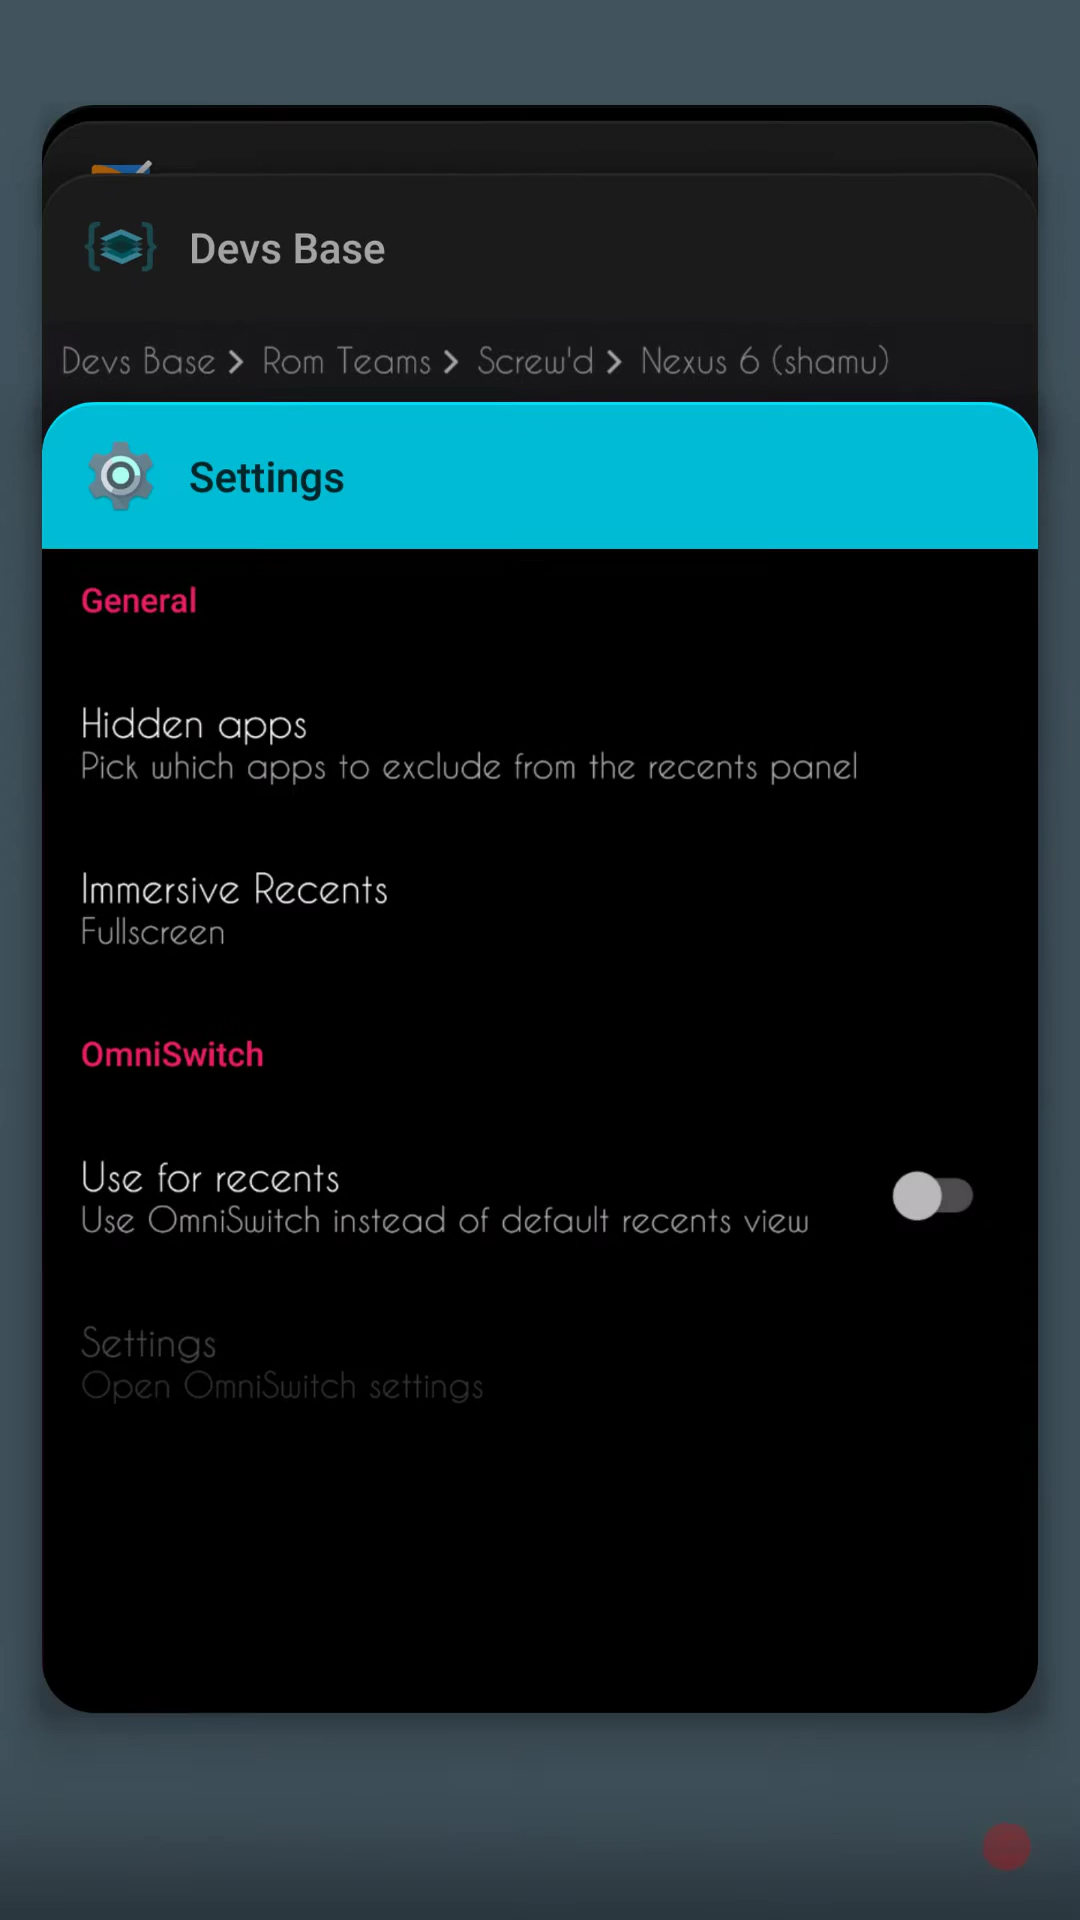 Devs Base
Devs Base > Rom Teams > Screw'd > Nexus 6 (shamu)
Settings
General
Hidden apps
Pick which apps to exclude from the recents panel
Immersive Recents
Fullscreen
OmniSwitch
Use for recents
Use OmniSwitch instead of default recents view
Settings
Open OmniSwitch settings